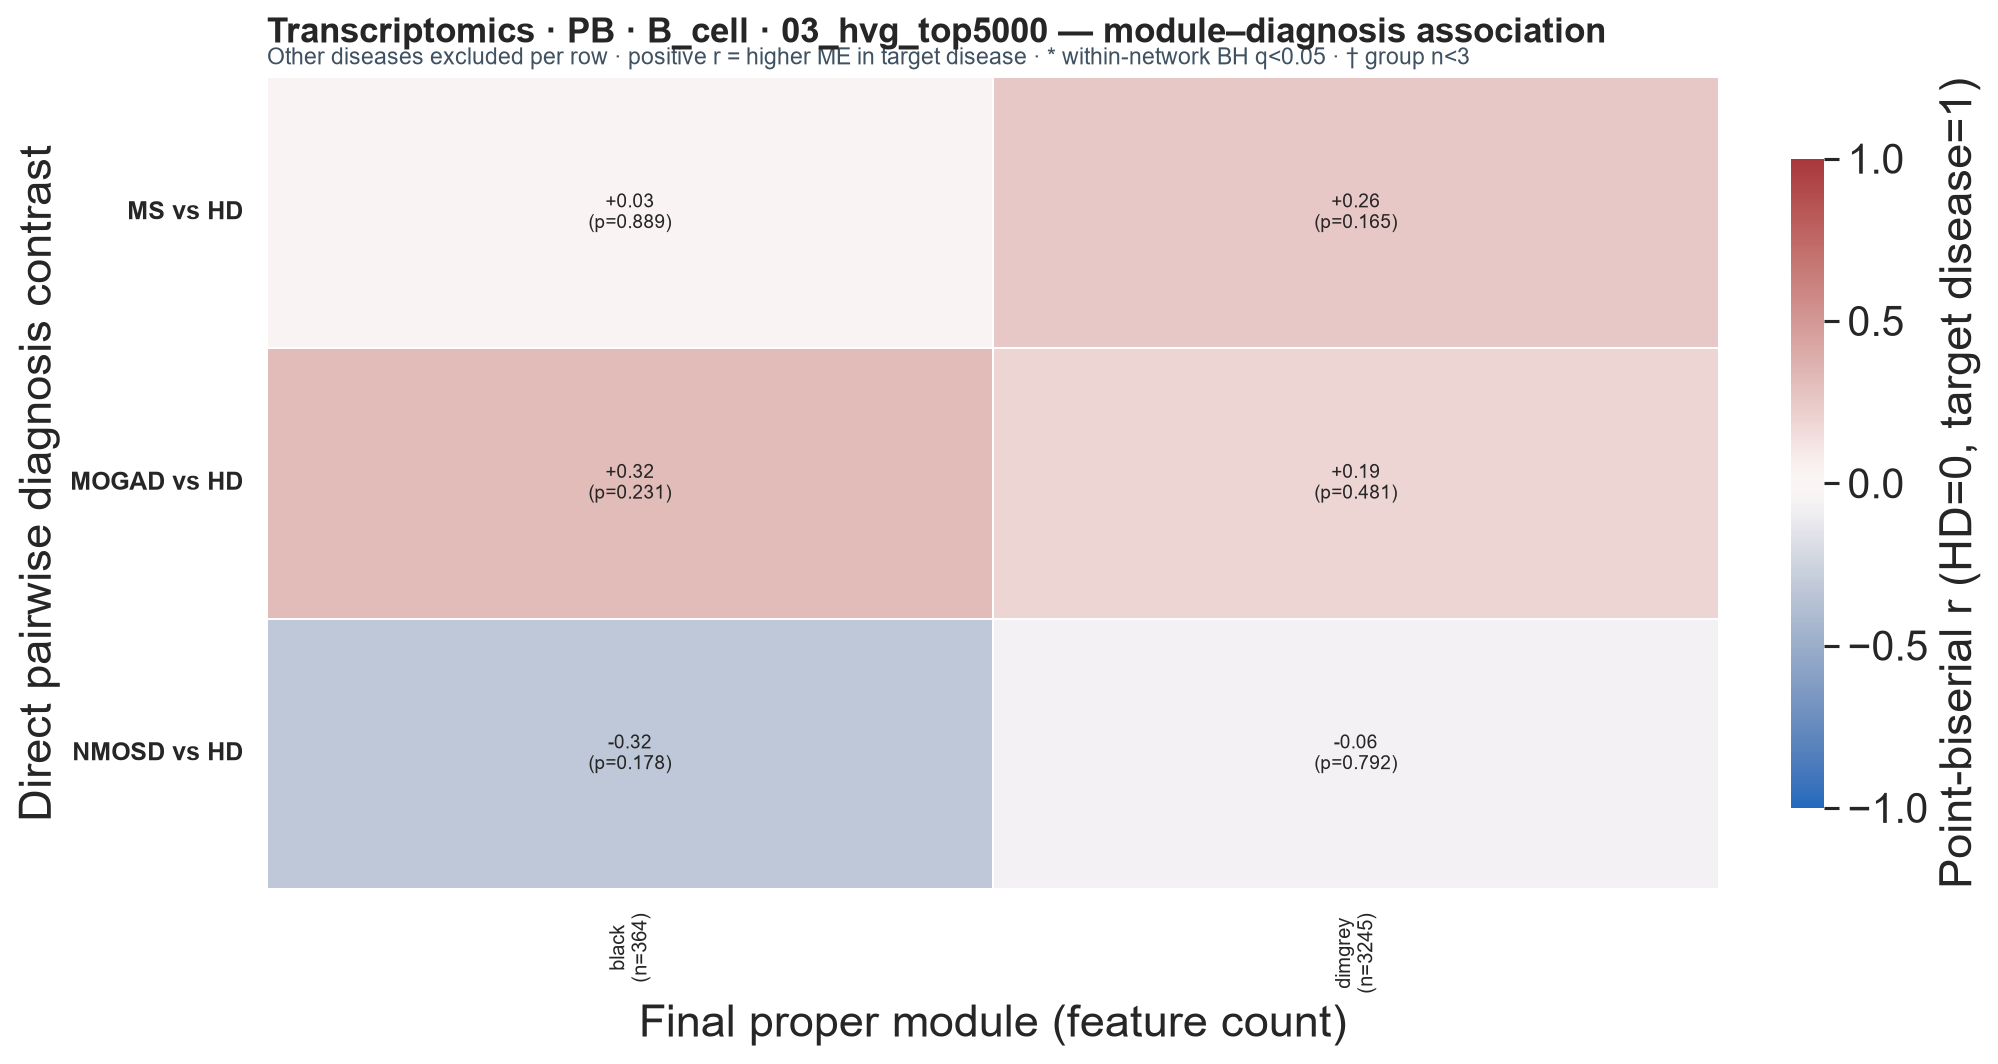 Transcriptomics · PB · B_cell · 03_hvg_top5000 — module–diagnosis association
Other diseases excluded per row · positive r = higher ME in target disease · * within-network BH q<0.05 · † group n<3
Direct pairwise diagnosis contrast
MS vs HD
+0.03
(p=0.889)
+0.26
(p=0.165)
MOGAD vs HD
+0.32
(p=0.231)
+0.19
(p=0.481)
NMOSD vs HD
-0.32
(p=0.178)
-0.06
(p=0.792)
black
(n=364)
dimgrey
(n=3245)
Final proper module (feature count)
1.0
0.5
0.0
−0.5
−1.0
Point-biserial r (HD=0, target disease=1)